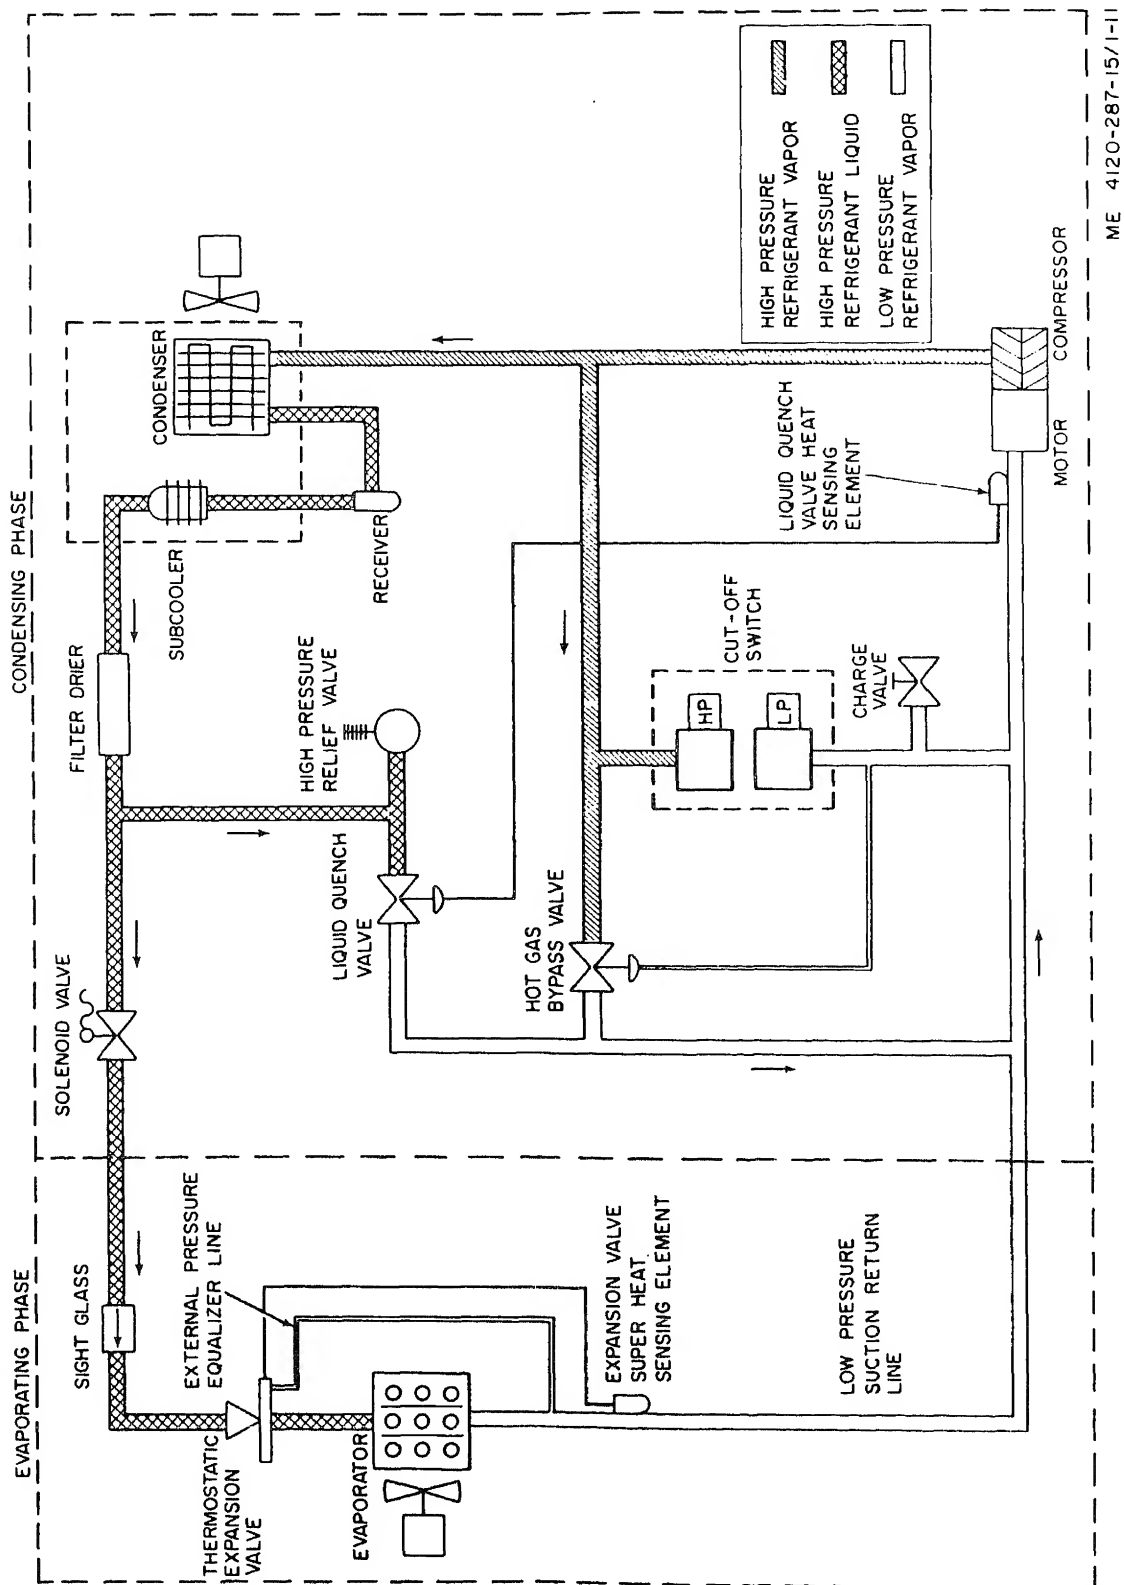 EVAPORATING PHASE
CONDENSING PHASE
SIGHT GLASS
SOLENOID VALVE
FILTER DRIER
SUBCOOLER
CONDENSER
THERMOSTATIC
EXPANSION
VALVE
EXTERNAL PRESSURE
EQUALIZER LINE
HIGH PRESSURE
RELIEF VALVE
RECEIVER
EVAPORATOR
LIQUID QUENCH
VALVE
HOT GAS
BYPASS VALVE
EXPANSION VALVE
SUPER HEAT
SENSING ELEMENT
HP
LP
CUT-OFF
SWITCH
LIQUID QUENCH
VALVE HEAT
SENSING
ELEMENT
CHARGE
VALVE
LOW PRESSURE
SUCTION RETURN
LINE
MOTOR
COMPRESSOR
HIGH PRESSURE
REFRIGERANT VAPOR
HIGH PRESSURE
REFRIGERANT LIQUID
LOW PRESSURE
REFRIGERANT VAPOR
ME 4120-287-15/1-11